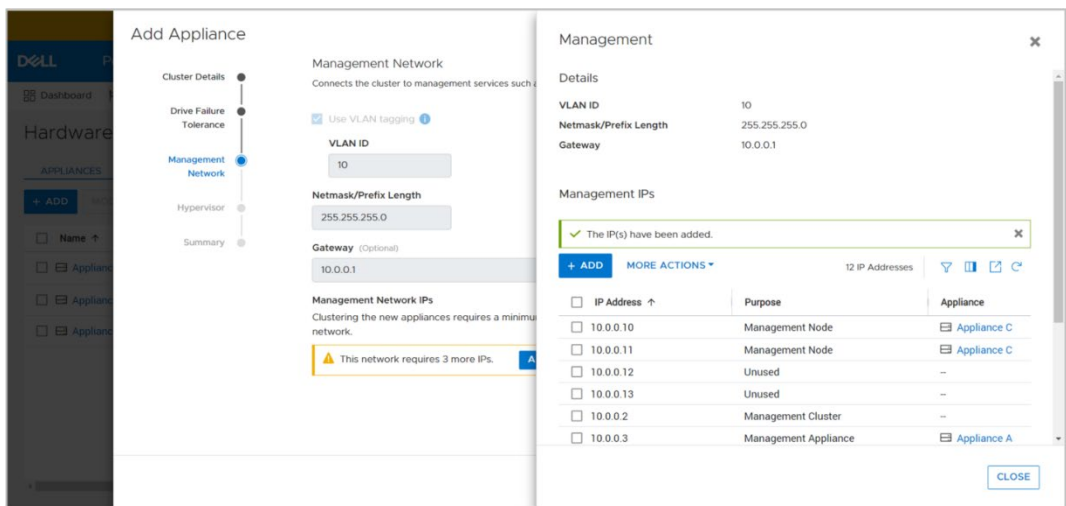 Add Appliance
DELL
P
Dashboard
Hardware
APPLIANCES
+ ADD
Name ↑
Applianc
Applianc
Applianc
Cluster Details
Drive Failure
Tolerance
Management
Network
Hypervisor
Summary
Management Network
Connects the cluster to management services such
Use VLAN tagging
VLAN ID
10
Netmask/Prefix Length
255.255.255.0
Gateway (Optional)
10.0.0.1
Management Network IPs
Clustering the new appliances requires a minimu
network.
This network requires 3 more IPs.
A
Management
Details
VLAN ID 10
Netmask/Prefix Length 255.255.255.0
Gateway 10.0.0.1
Management IPs
The IP(s) have been added.
+ ADD MORE ACTIONS 12 IP Addresses
IP Address ↑ Purpose Appliance
10.0.0.10 Management Node Appliance C
10.0.0.11 Management Node Appliance C
10.0.0.12 Unused --
10.0.0.13 Unused --
10.0.0.2 Management Cluster --
10.0.0.3 Management Appliance Appliance A
CLOSE